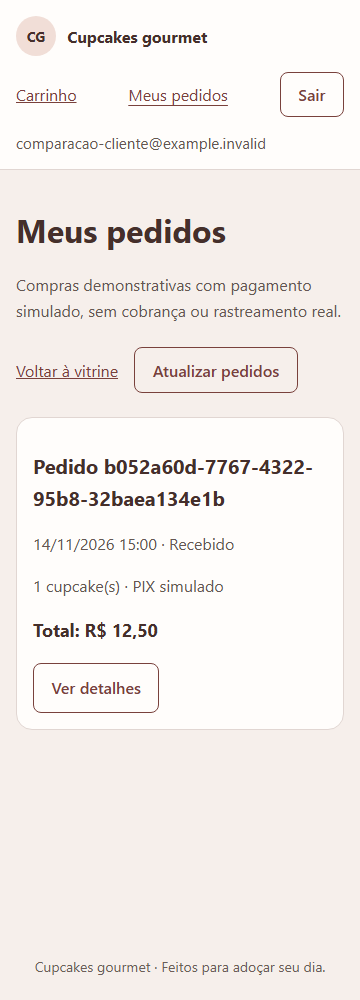 CG
Cupcakes gourmet
Carrinho
Meus pedidos
Sair
comparacao-cliente@example.invalid
Meus pedidos
Compras demonstrativas com pagamento
simulado, sem cobrança ou rastreamento real.
Voltar à vitrine
Atualizar pedidos
Pedido b052a60d-7767-4322-
95b8-32baea134e1b
14/11/2026 15:00 · Recebido
1 cupcake(s) · PIX simulado
Total: R$ 12,50
Ver detalhes
Cupcakes gourmet · Feitos para adoçar seu dia.